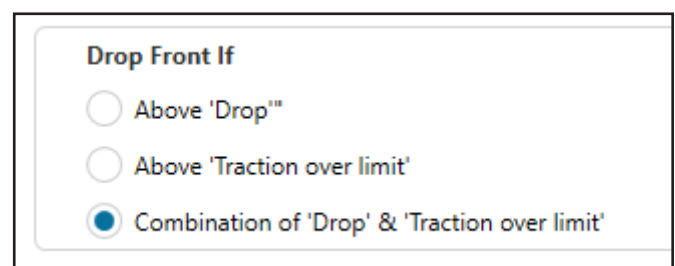 Drop Front If
Above 'Drop'"
Above 'Traction over limit'
Combination of 'Drop' & 'Traction over limit'